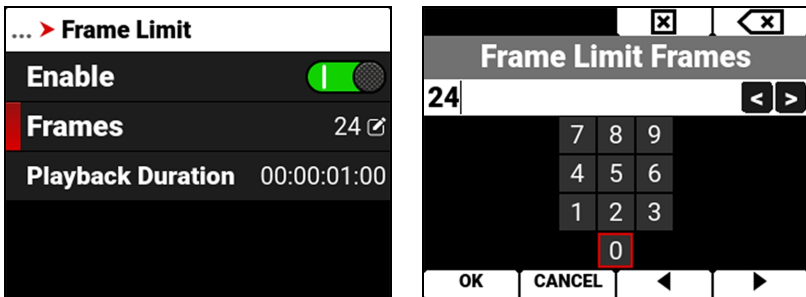 ... > Frame Limit
Enable
Frames 24
Playback Duration 00:00:01:00
Frame Limit Frames
24 < >
7 8 9
4 5 6
1 2 3
0
OK CANCEL